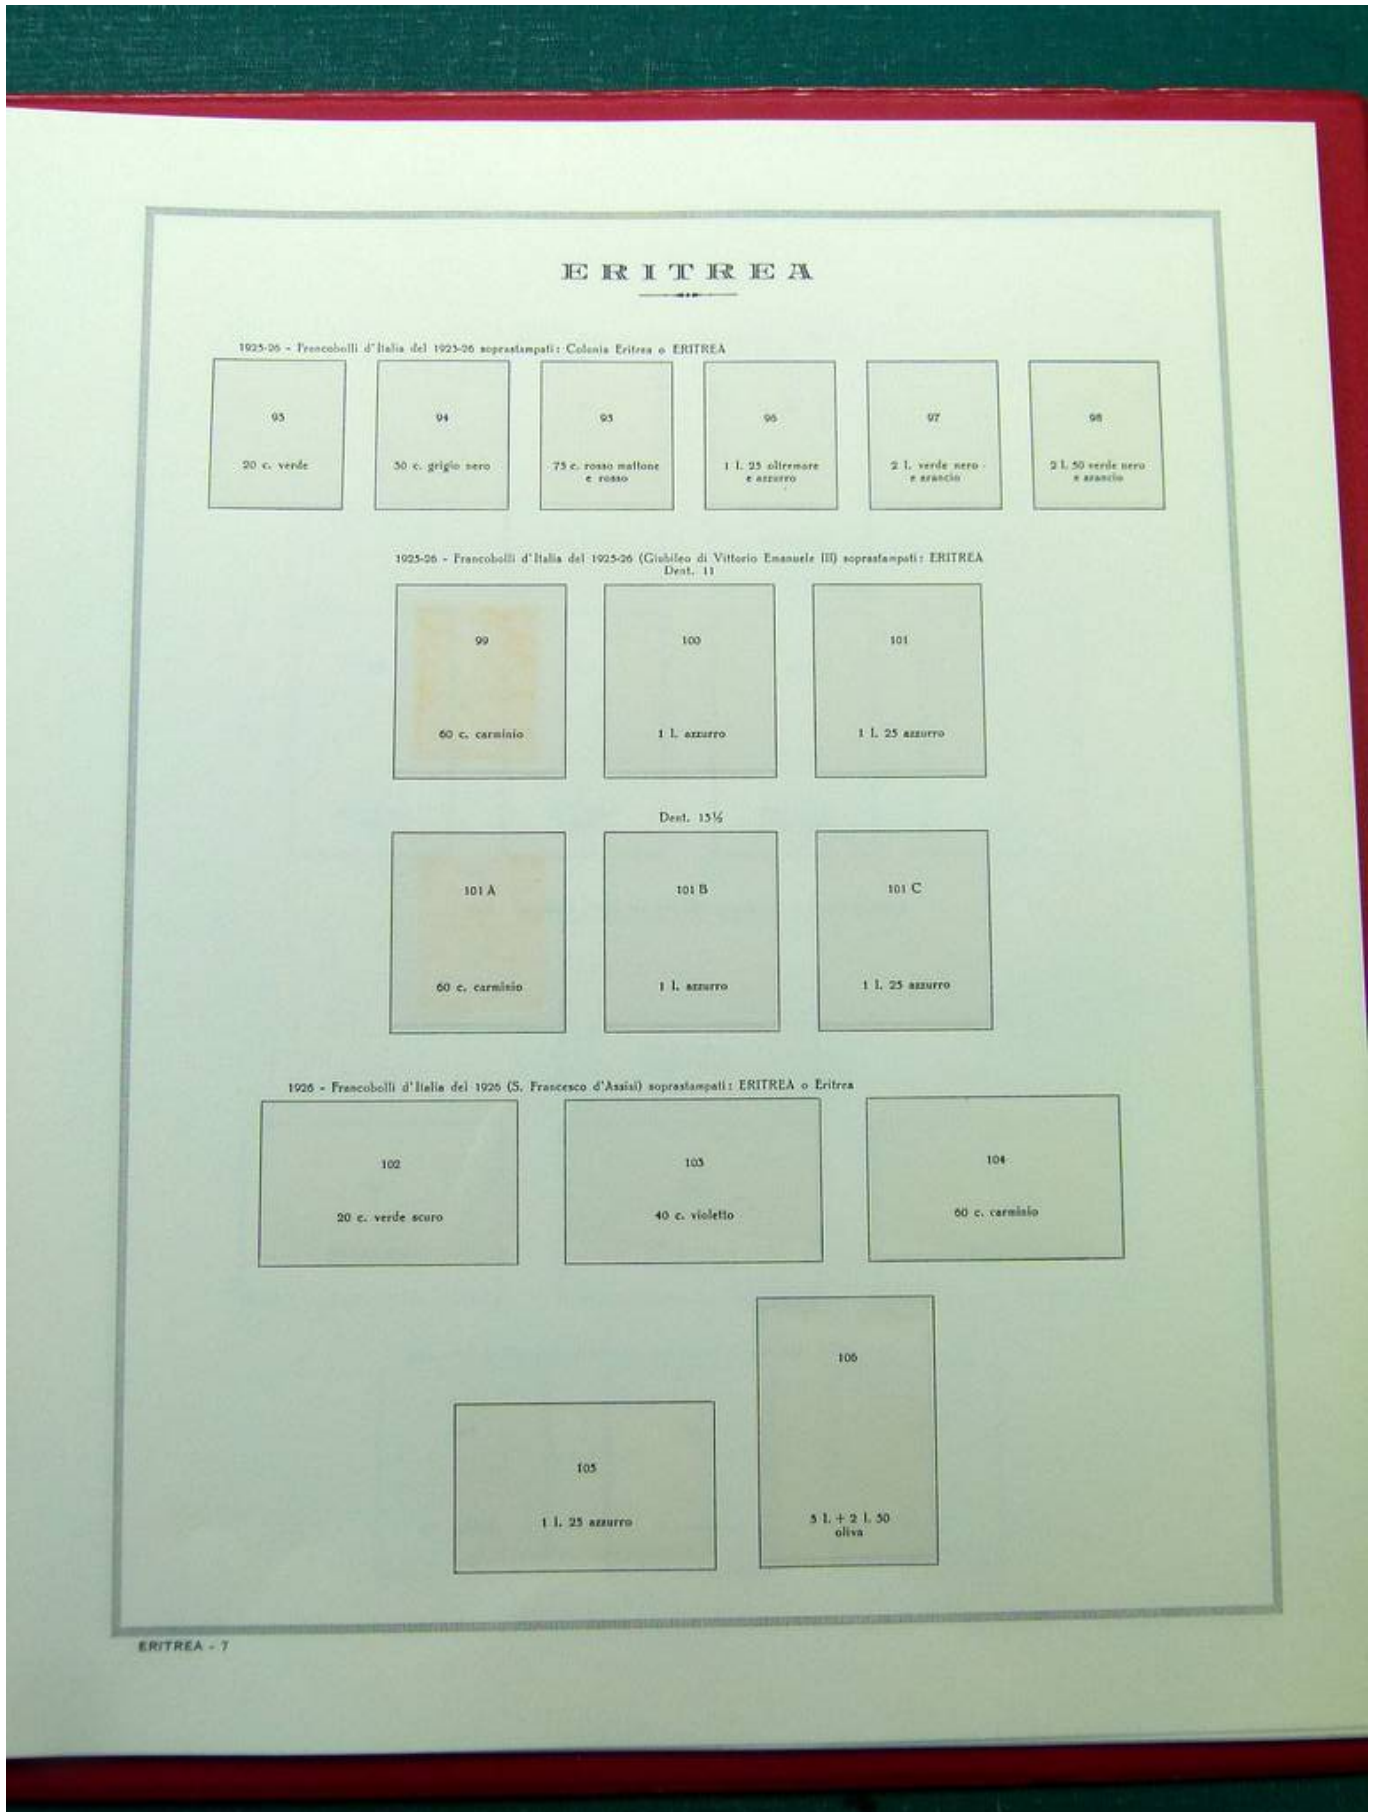 ERITREA
1925-26 - Francobolli d'Italia del 1925-26 soprastampati: Colonia Eritrea o ERITREA
93
94
95
96
97
98
20 c. verde
30 c. grigio nero
75 c. rosso mattone
e rosso
1 l. 25 oltremare
e azzurro
2 l. verde nero
e arancio
2 l. 50 verde nero
e arancio
1925-26 - Francobolli d'Italia del 1925-26 (Giubileo di Vittorio Emanuele III) soprastampati: ERITREA
Dent. 11
99
100
101
60 c. carminio
1 l. azzurro
1 l. 25 azzurro
Dent. 13½
101 A
101 B
101 C
60 c. carminio
1 l. azzurro
1 l. 25 azzurro
1926 - Francobolli d'Italia del 1926 (S. Francesco d'Assisi) soprastampati: ERITREA o Eritrea
102
103
104
20 c. verde scuro
40 c. violetto
60 c. carminio
106
105
1 l. 25 azzurro
5 l. + 2 l. 50
oliva
ERITREA - 7